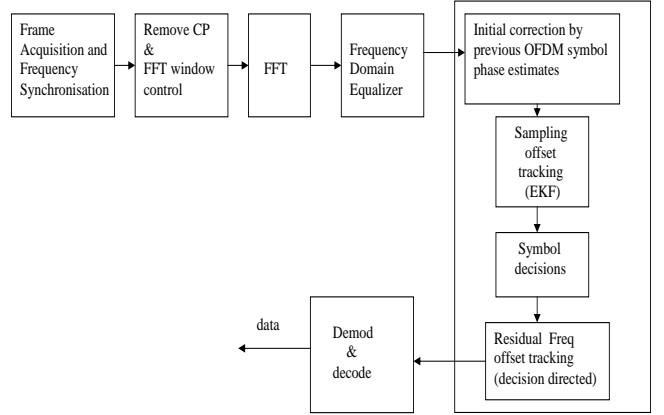 Frame
Acquisition and
Frequency
Synchronisation
Remove CP
&
FFT window
control
FFT
Frequency
Domain
Equalizer
Initial correction by
previous OFDM symbol
phase estimates
Sampling
offset
tracking
(EKF)
Symbol
decisions
Residual Freq
offset tracking
(decision directed)
Demod
&
decode
data